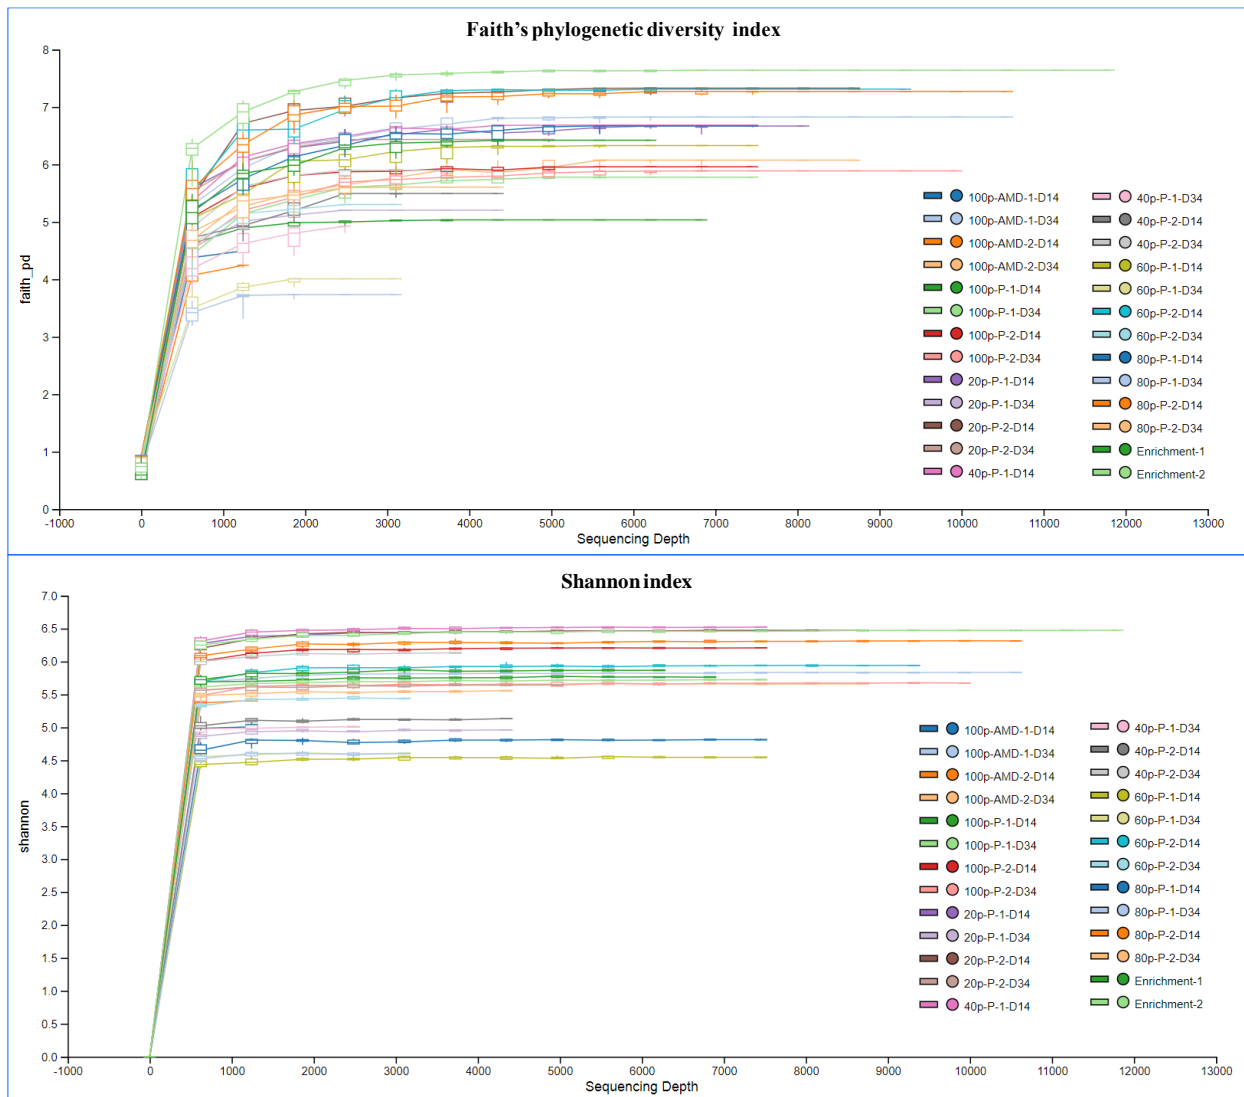 Faith's phylogenetic diversity index
8
7
6
5
4
3
2
1
0
faith_pd
-1000 0 1000 2000 3000 4000 5000 6000 7000 8000 9000 10000 11000 12000 13000
Sequencing Depth
100p-AMD-1-D14 40p-P-1-D34
100p-AMD-1-D34 40p-P-2-D14
100p-AMD-2-D14 40p-P-2-D34
100p-AMD-2-D34 60p-P-1-D14
100p-P-1-D14 60p-P-1-D34
100p-P-1-D34 60p-P-2-D14
100p-P-2-D14 60p-P-2-D34
100p-P-2-D34 80p-P-1-D14
20p-P-1-D14 80p-P-1-D34
20p-P-1-D34 80p-P-2-D14
20p-P-2-D14 80p-P-2-D34
20p-P-2-D34 Enrichment-1
40p-P-1-D14 Enrichment-2
Shannon index
7.0
6.5
6.0
5.5
5.0
4.5
4.0
3.5
3.0
2.5
2.0
1.5
1.0
0.5
0.0
shannon
-1000 0 1000 2000 3000 4000 5000 6000 7000 8000 9000 10000 11000 12000 13000
Sequencing Depth
100p-AMD-1-D14 40p-P-1-D34
100p-AMD-1-D34 40p-P-2-D14
100p-AMD-2-D14 40p-P-2-D34
100p-AMD-2-D34 60p-P-1-D14
100p-P-1-D14 60p-P-1-D34
100p-P-1-D34 60p-P-2-D14
100p-P-2-D14 60p-P-2-D34
100p-P-2-D34 80p-P-1-D14
20p-P-1-D14 80p-P-1-D34
20p-P-1-D34 80p-P-2-D14
20p-P-2-D14 80p-P-2-D34
20p-P-2-D34 Enrichment-1
40p-P-1-D14 Enrichment-2